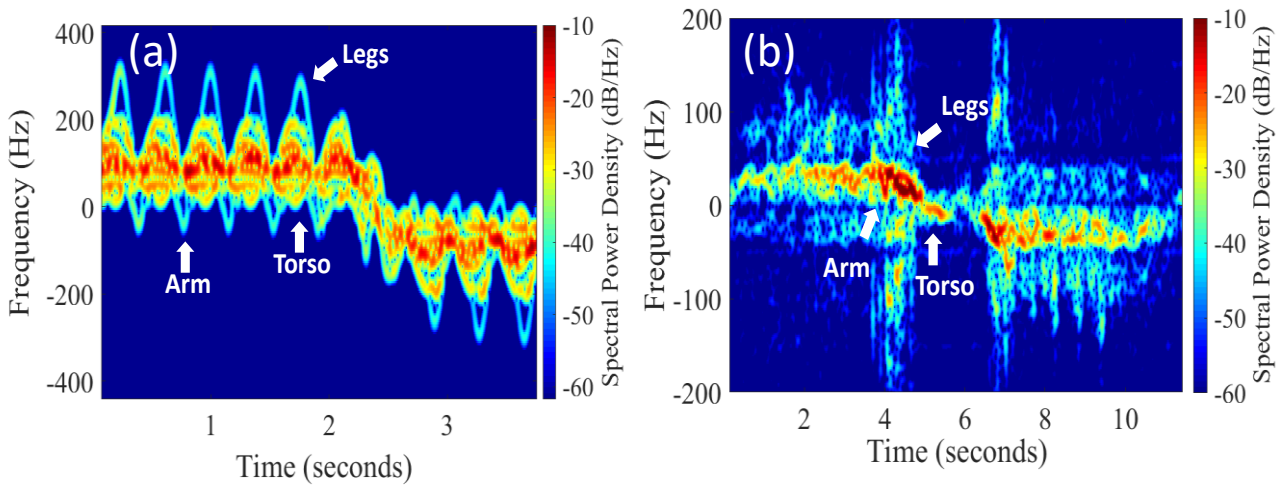 (a)
400
200
0
-200
-400
Frequency (Hz)
1
2
3
Time (seconds)
Legs
Arm
Torso
-10
-20
-30
-40
-50
-60
Spectral Power Density (dB/Hz)
(b)
200
100
0
-100
-200
Frequency (Hz)
2
4
6
8
10
Time (seconds)
Legs
Arm
Torso
-10
-20
-30
-40
-50
-60
Spectral Power Density (dB/Hz)